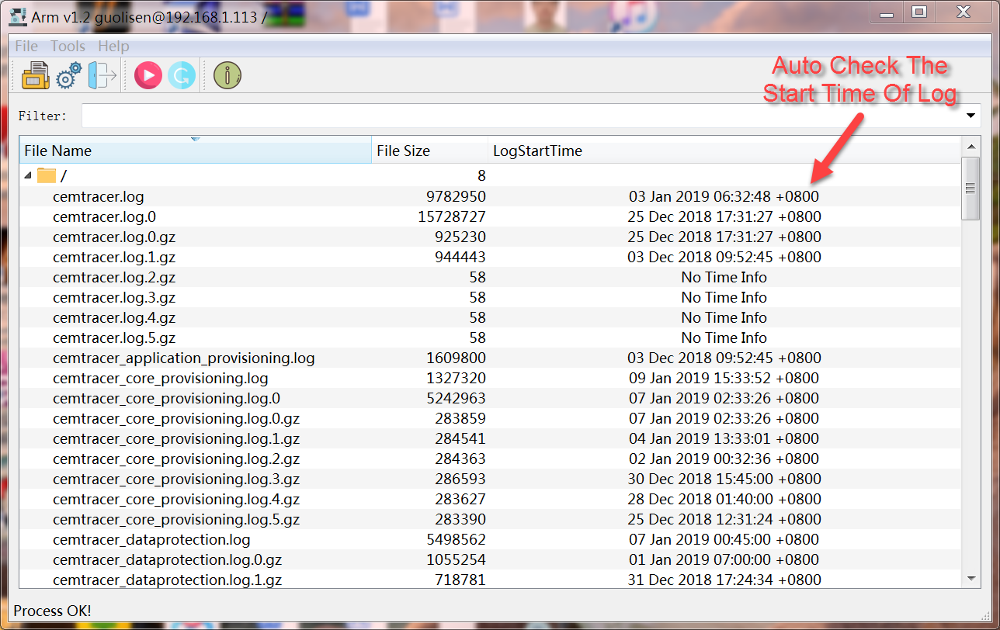 Arm v1.2 guolisen@192.168.1.113 /
File Tools Help
Auto Check The
Start Time Of Log
Filter:
File Name File Size LogStartTime
/ 8
cemtracer.log 9782950 03 Jan 2019 06:32:48 +0800
cemtracer.log.0 15728727 25 Dec 2018 17:31:27 +0800
cemtracer.log.0.gz 925230 25 Dec 2018 17:31:27 +0800
cemtracer.log.1.gz 944443 03 Dec 2018 09:52:45 +0800
cemtracer.log.2.gz 58 No Time Info
cemtracer.log.3.gz 58 No Time Info
cemtracer.log.4.gz 58 No Time Info
cemtracer.log.5.gz 58 No Time Info
cemtracer_application_provisioning.log 1609800 03 Dec 2018 09:52:45 +0800
cemtracer_core_provisioning.log 1327320 09 Jan 2019 15:33:52 +0800
cemtracer_core_provisioning.log.0 5242963 07 Jan 2019 02:33:26 +0800
cemtracer_core_provisioning.log.0.gz 283859 07 Jan 2019 02:33:26 +0800
cemtracer_core_provisioning.log.1.gz 284541 04 Jan 2019 13:33:01 +0800
cemtracer_core_provisioning.log.2.gz 284363 02 Jan 2019 00:32:36 +0800
cemtracer_core_provisioning.log.3.gz 286593 30 Dec 2018 15:45:00 +0800
cemtracer_core_provisioning.log.4.gz 283627 28 Dec 2018 01:40:00 +0800
cemtracer_core_provisioning.log.5.gz 283390 25 Dec 2018 12:31:24 +0800
cemtracer_dataprotection.log 5498562 07 Jan 2019 00:45:00 +0800
cemtracer_dataprotection.log.0.gz 1055254 01 Jan 2019 07:00:00 +0800
cemtracer_dataprotection.log.1.gz 718781 31 Dec 2018 17:24:34 +0800
Process OK!